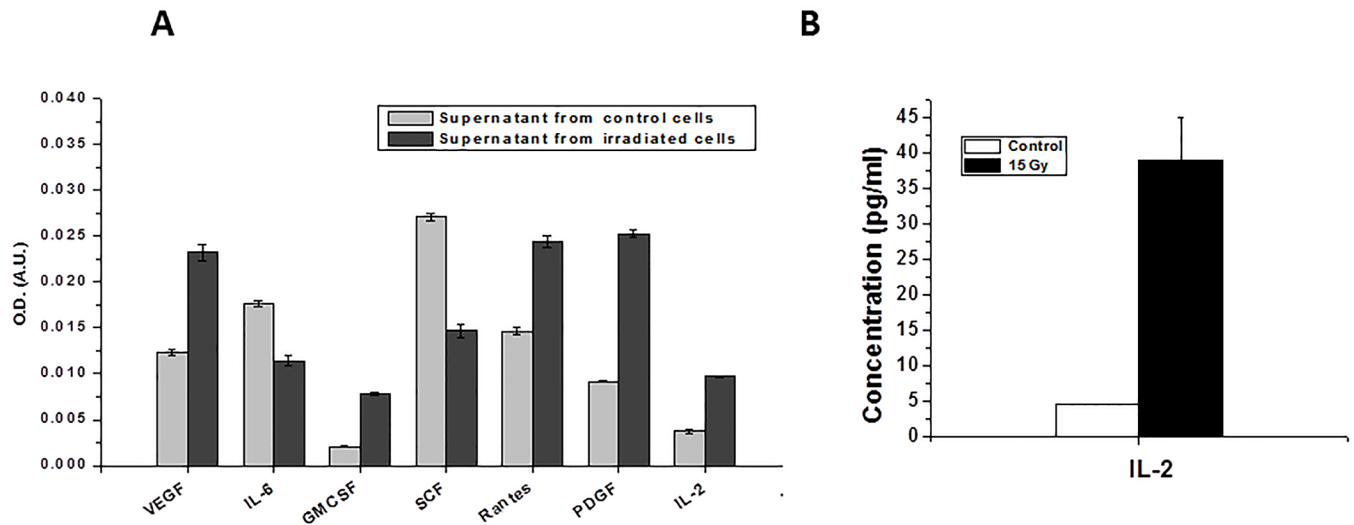 A
B
0.040
0.035
0.030
0.025
0.020
0.015
0.010
0.005
0.000
O.D. (A.U.)
Supernatant from control cells
Supernatant from irradiated cells
VEGF
IL-6
GMCSF
SCF
Rantes
PDGF
IL-2
45
40
35
30
25
20
15
10
5
0
Concentration (pg/ml)
Control
15 Gy
IL-2